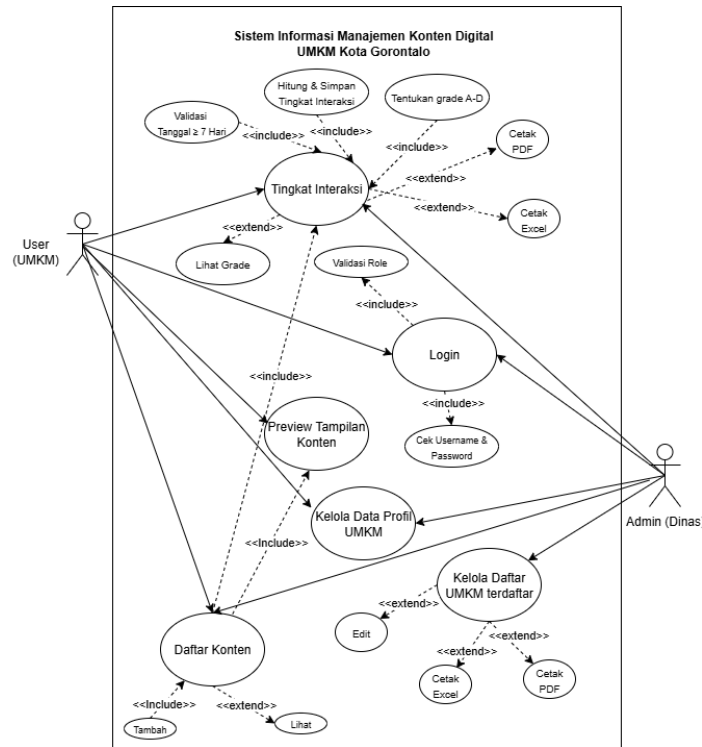 Sistem Informasi Manajemen Konten Digital
UMKM Kota Gorontalo
Hitung & Simpan
Tingkat Interaksi
Tentukan grade A-D
Validasi
Tanggal ≥ 7 Hari
<<include>>
<<include>>
<<include>>
Cetak
PDF
Tingkat Interaksi
<<extend>>
<<extend>>
<<extend>>
Cetak
Excel
User
(UMKM)
Lihat Grade
Validasi Role
<<include>>
Login
<<include>>
<<include>>
Preview Tampilan
Konten
Cek Username &
Password
Kelola Data Profil
UMKM
Admin (Dinas)
<<Include>>
Kelola Daftar
UMKM terdaftar
<<extend>>
Edit
<<extend>>
<<extend>>
Daftar Konten
Cetak
Excel
Cetak
PDF
<<Include>>
<<extend>>
Tambah
Lihat